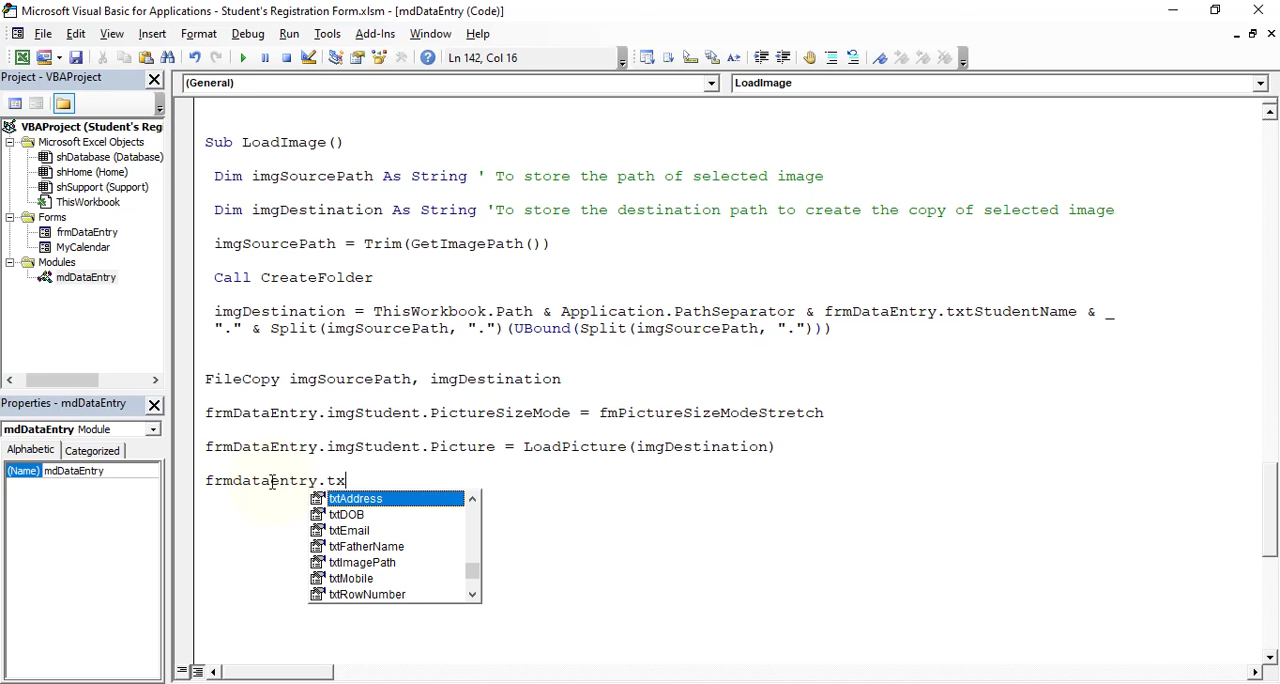 Microsoft Visual Basic for Applications - Student's Registration Form.xlsm - [mdDataEntry (Code)]
File Edit View Insert Format Debug Run Tools Add-Ins Window Help
Ln 142, Col 16
Project - VBAProject
(General)
LoadImage
VBAProject (Student's Reg
Microsoft Excel Objects
shDatabase (Database)
shHome (Home)
shSupport (Support)
ThisWorkbook
Forms
frmDataEntry
MyCalendar
Modules
mdDataEntry
Properties - mdDataEntry
mdDataEntry Module
Alphabetic Categorized
(Name) mdDataEntry
Sub LoadImage()
Dim imgSourcePath As String ' To store the path of selected image
Dim imgDestination As String 'To store the destination path to create the copy of selected image
imgSourcePath = Trim(GetImagePath())
Call CreateFolder
imgDestination = ThisWorkbook.Path & Application.PathSeparator & frmDataEntry.txtStudentName & _
"." & Split(imgSourcePath, ".")(UBound(Split(imgSourcePath, ".")))
FileCopy imgSourcePath, imgDestination
frmDataEntry.imgStudent.PictureSizeMode = fmPictureSizeModeStretch
frmDataEntry.imgStudent.Picture = LoadPicture(imgDestination)
frmdataentry.tx
txtAddress
txtDOB
txtEmail
txtFatherName
txtImagePath
txtMobile
txtRowNumber